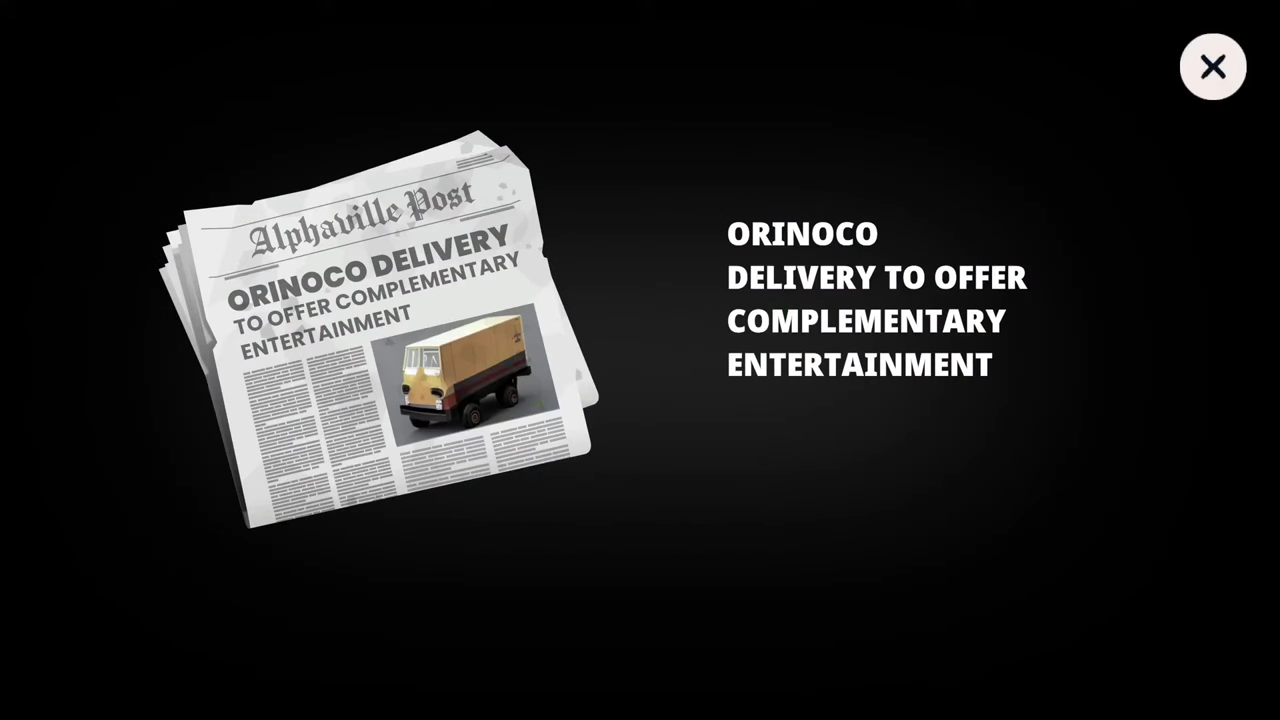 Alphaville Post
ORINOCO DELIVERY
TO OFFER COMPLEMENTARY
ENTERTAINMENT
ORINOCO
DELIVERY TO OFFER
COMPLEMENTARY
ENTERTAINMENT